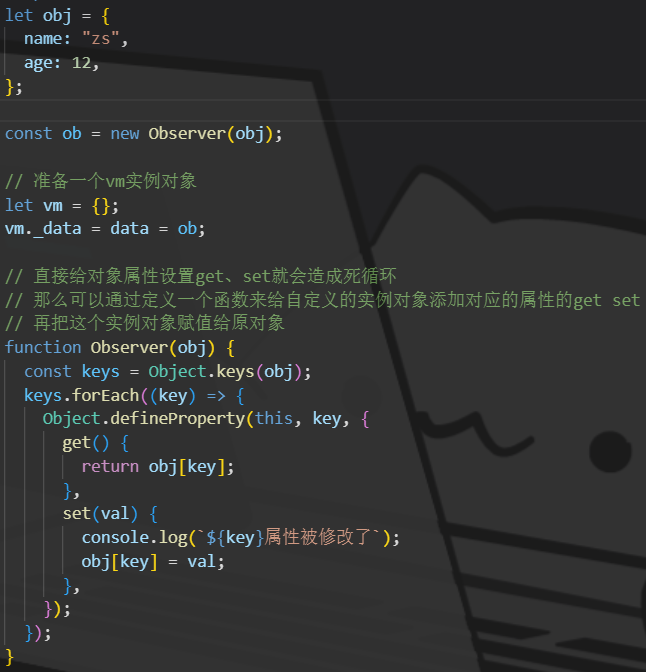 let obj = {
  name: "zs",
  age: 12,
};
const ob = new Observer(obj);
// 准备一个vm实例对象
let vm = {};
vm._data = data = ob;
// 直接给对象属性设置get、set就会造成死循环
// 那么可以通过定义一个函数来给自定义的实例对象添加对应的属性的get set
// 再把这个实例对象赋值给原对象
function Observer(obj) {
  const keys = Object.keys(obj);
  keys.forEach((key) => {
    Object.defineProperty(this, key, {
      get() {
        return obj[key];
      },
      set(val) {
        console.log(`${key}属性被修改了`);
        obj[key] = val;
      },
    });
  });
}